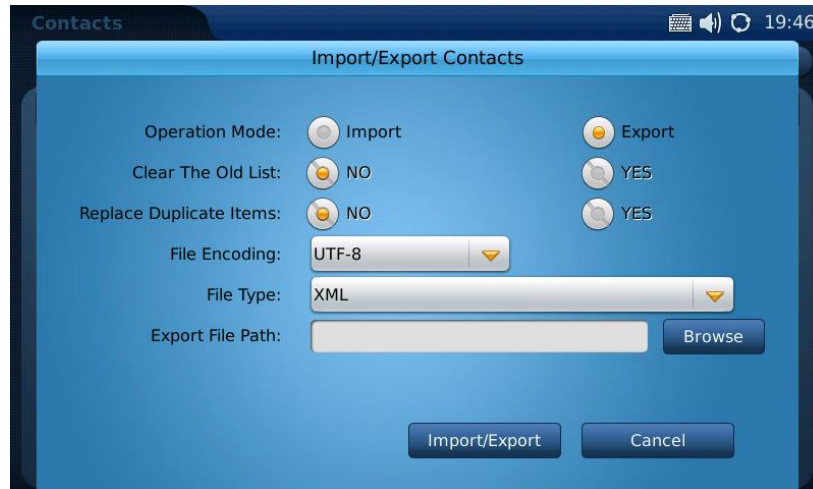 Contacts 19:46
Import/Export Contacts
Operation Mode: Import Export
Clear The Old List: NO YES
Replace Duplicate Items: NO YES
File Encoding: UTF-8
File Type: XML
Export File Path: Browse
Import/Export Cancel